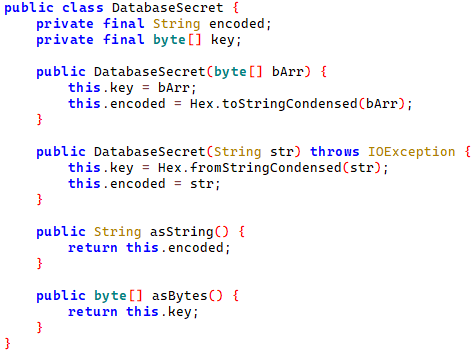 public class DatabaseSecret {
    private final String encoded;
    private final byte[] key;

    public DatabaseSecret(byte[] bArr) {
        this.key = bArr;
        this.encoded = Hex.toStringCondensed(bArr);
    }

    public DatabaseSecret(String str) throws IOException {
        this.key = Hex.fromStringCondensed(str);
        this.encoded = str;
    }

    public String asString() {
        return this.encoded;
    }

    public byte[] asBytes() {
        return this.key;
    }
}